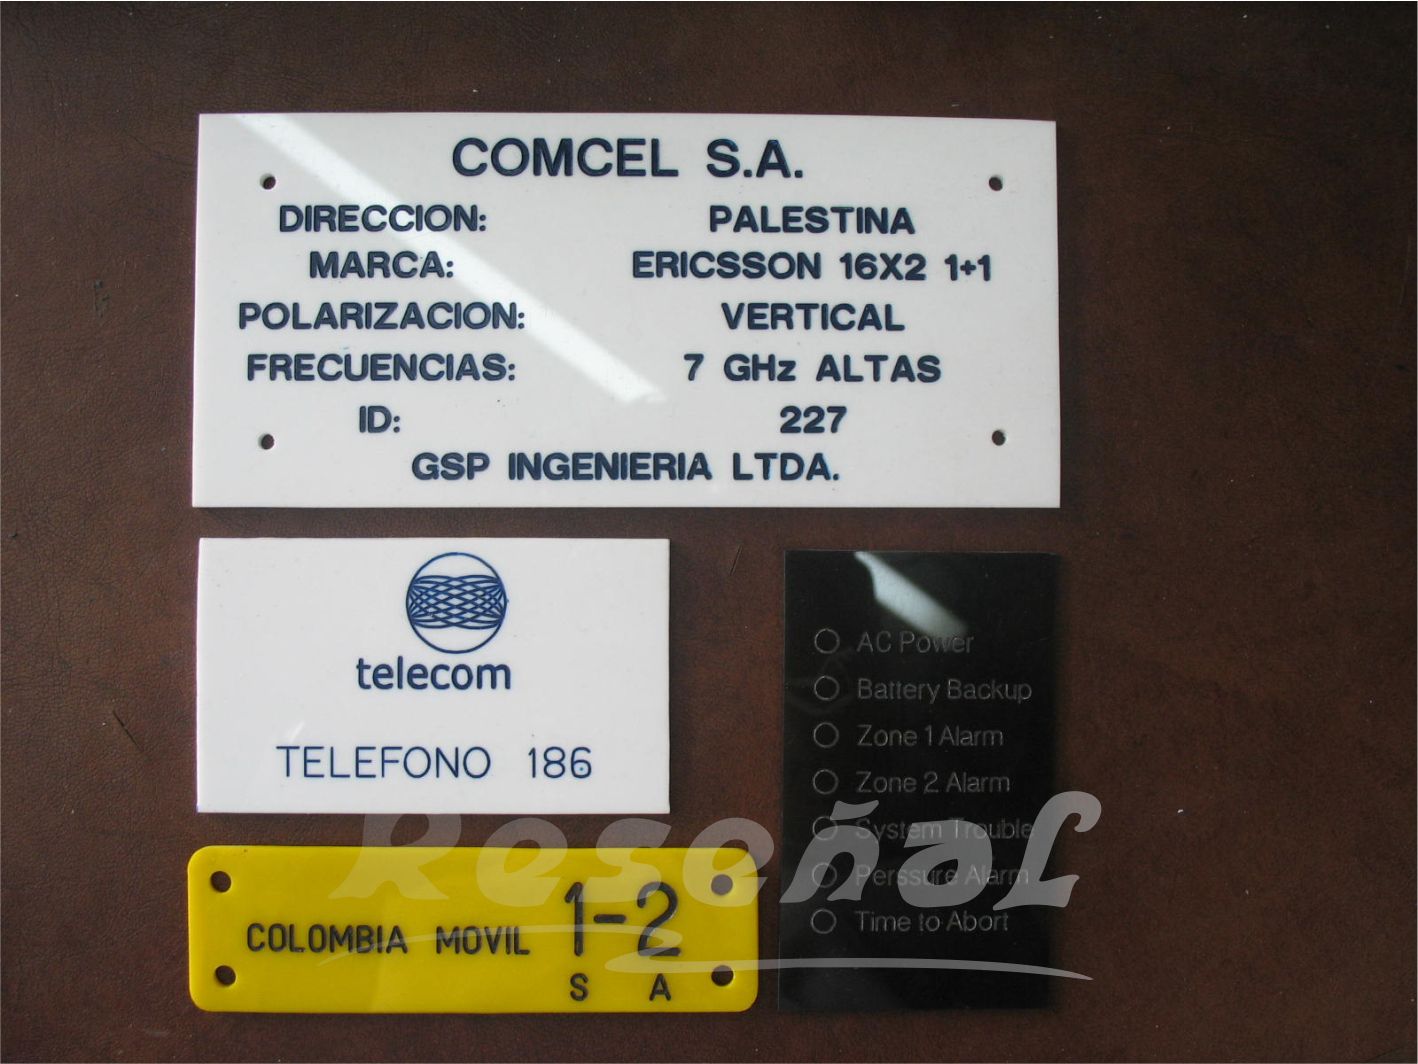 COMCEL S.A.
DIRECCION: PALESTINA
MARCA: ERICSSON 16X2 1+1
POLARIZACION: VERTICAL
FRECUENCIAS: 7 GHz ALTAS
ID: 227
GSP INGENIERIA LTDA.
telecom
TELEFONO 186
AC Power
Battery Backup
Zone 1 Alarm
Zone 2 Alarm
System Trouble
Perssure Alarm
Time to Abort
COLOMBIA MOVIL 1-2
S A
Reseñal